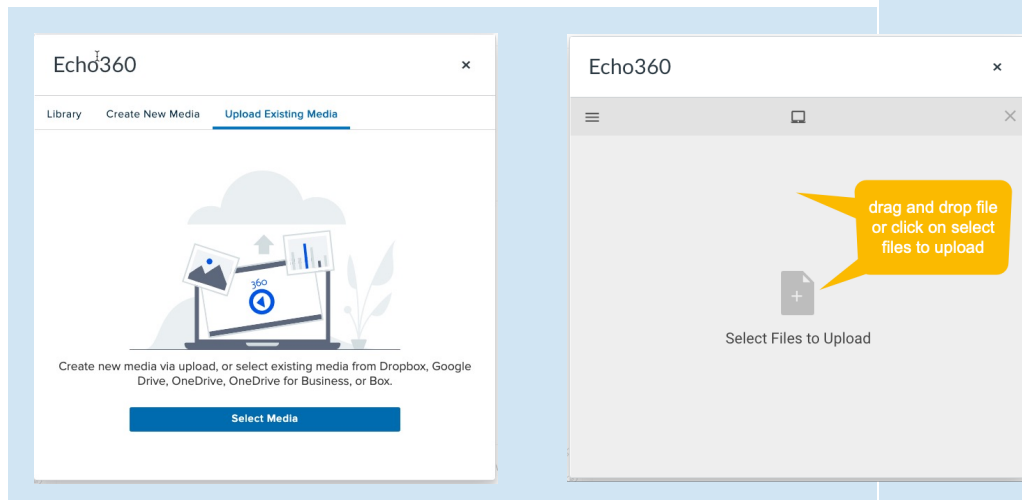 Echo360
Library Create New Media Upload Existing Media
360
Create new media via upload, or select existing media from Dropbox, Google
Drive, OneDrive, OneDrive for Business, or Box.
Select Media
Echo360
drag and drop file
or click on select
files to upload
Select Files to Upload